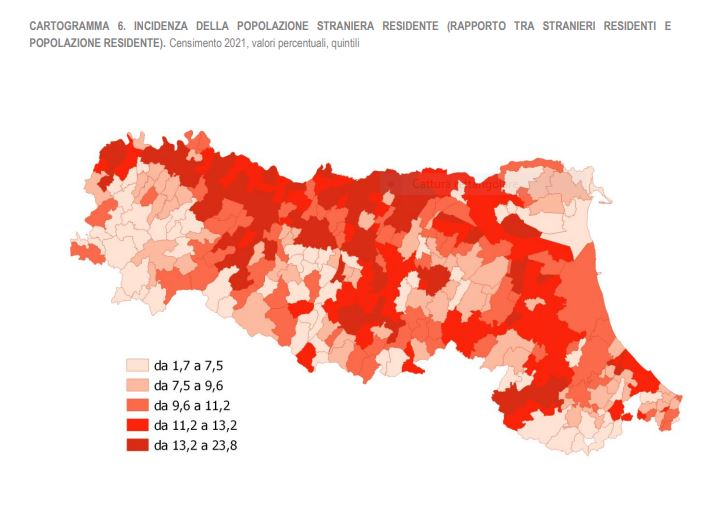 CARTOGRAMMA 6. INCIDENZA DELLA POPOLAZIONE STRANIERA RESIDENTE (RAPPORTO TRA STRANIERI RESIDENTI E
POPOLAZIONE RESIDENTE). Censimento 2021, valori percentuali, quintili
da 1,7 a 7,5
da 7,5 a 9,6
da 9,6 a 11,2
da 11,2 a 13,2
da 13,2 a 23,8